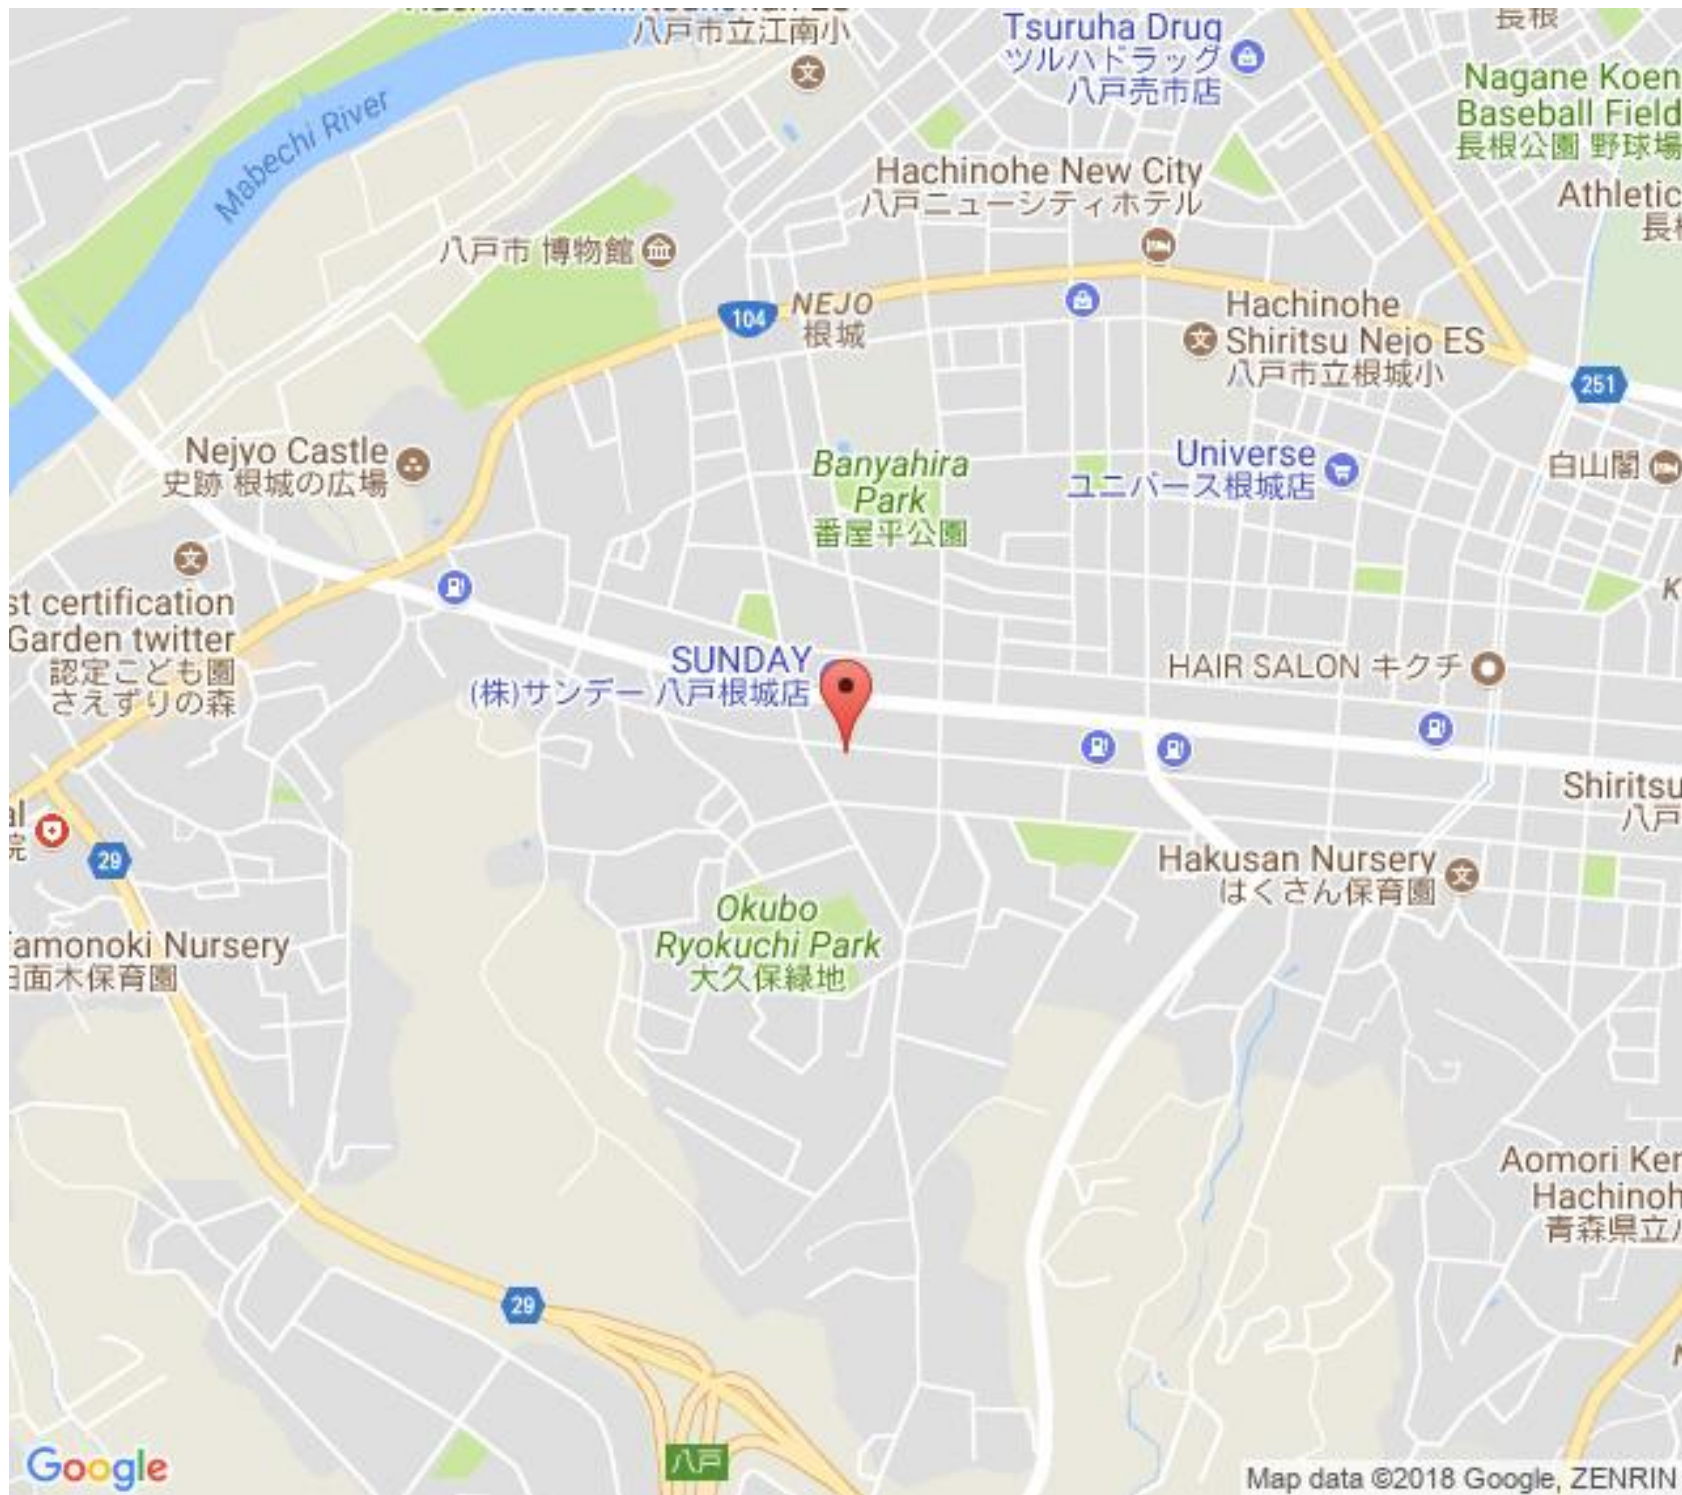 八戸市立江南小
Tsuruha Drug
ツルハドラッグ
八戸売市店
長根
Nagane Koen
Baseball Field
長根公園 野球場
Mabechi River
Hachinohe New City
八戸ニューシティホテル
Athletic
長
八戸市 博物館
104
NEJO
根城
Hachinohe
Shiritsu Nejo ES
八戸市立根城小
251
Nejyo Castle
史跡 根城の広場
Banyahira
Park
番屋平公園
Universe
ユニバース根城店
白山閣
文
st certification
Garden twitter
認定こども園
さえずりの森
K
SUNDAY
(株)サンデー 八戸根城店
HAIR SALON キクチ
Shiritsu
八戸
al
院
29
Hakusan Nursery
はくさん保育園
Okubo
Ryokuchi Park
大久保緑地
amonoki Nursery
面木保育園
Aomori Ken
Hachinoh
青森県立
29
八戸
Google
Map data ©2018 Google, ZENRIN